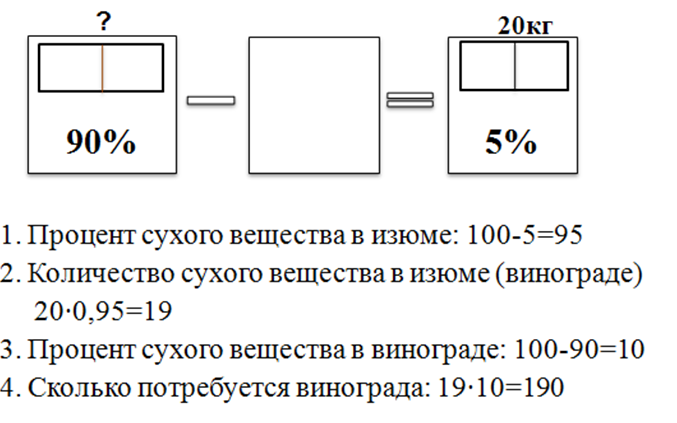 ?
20кг
90%
5%
1. Процент сухого вещества в изюме: 100-5=95
2. Количество сухого вещества в изюме (винограде)
20·0,95=19
3. Процент сухого вещества в винограде: 100-90=10
4. Сколько потребуется винограда: 19·10=190